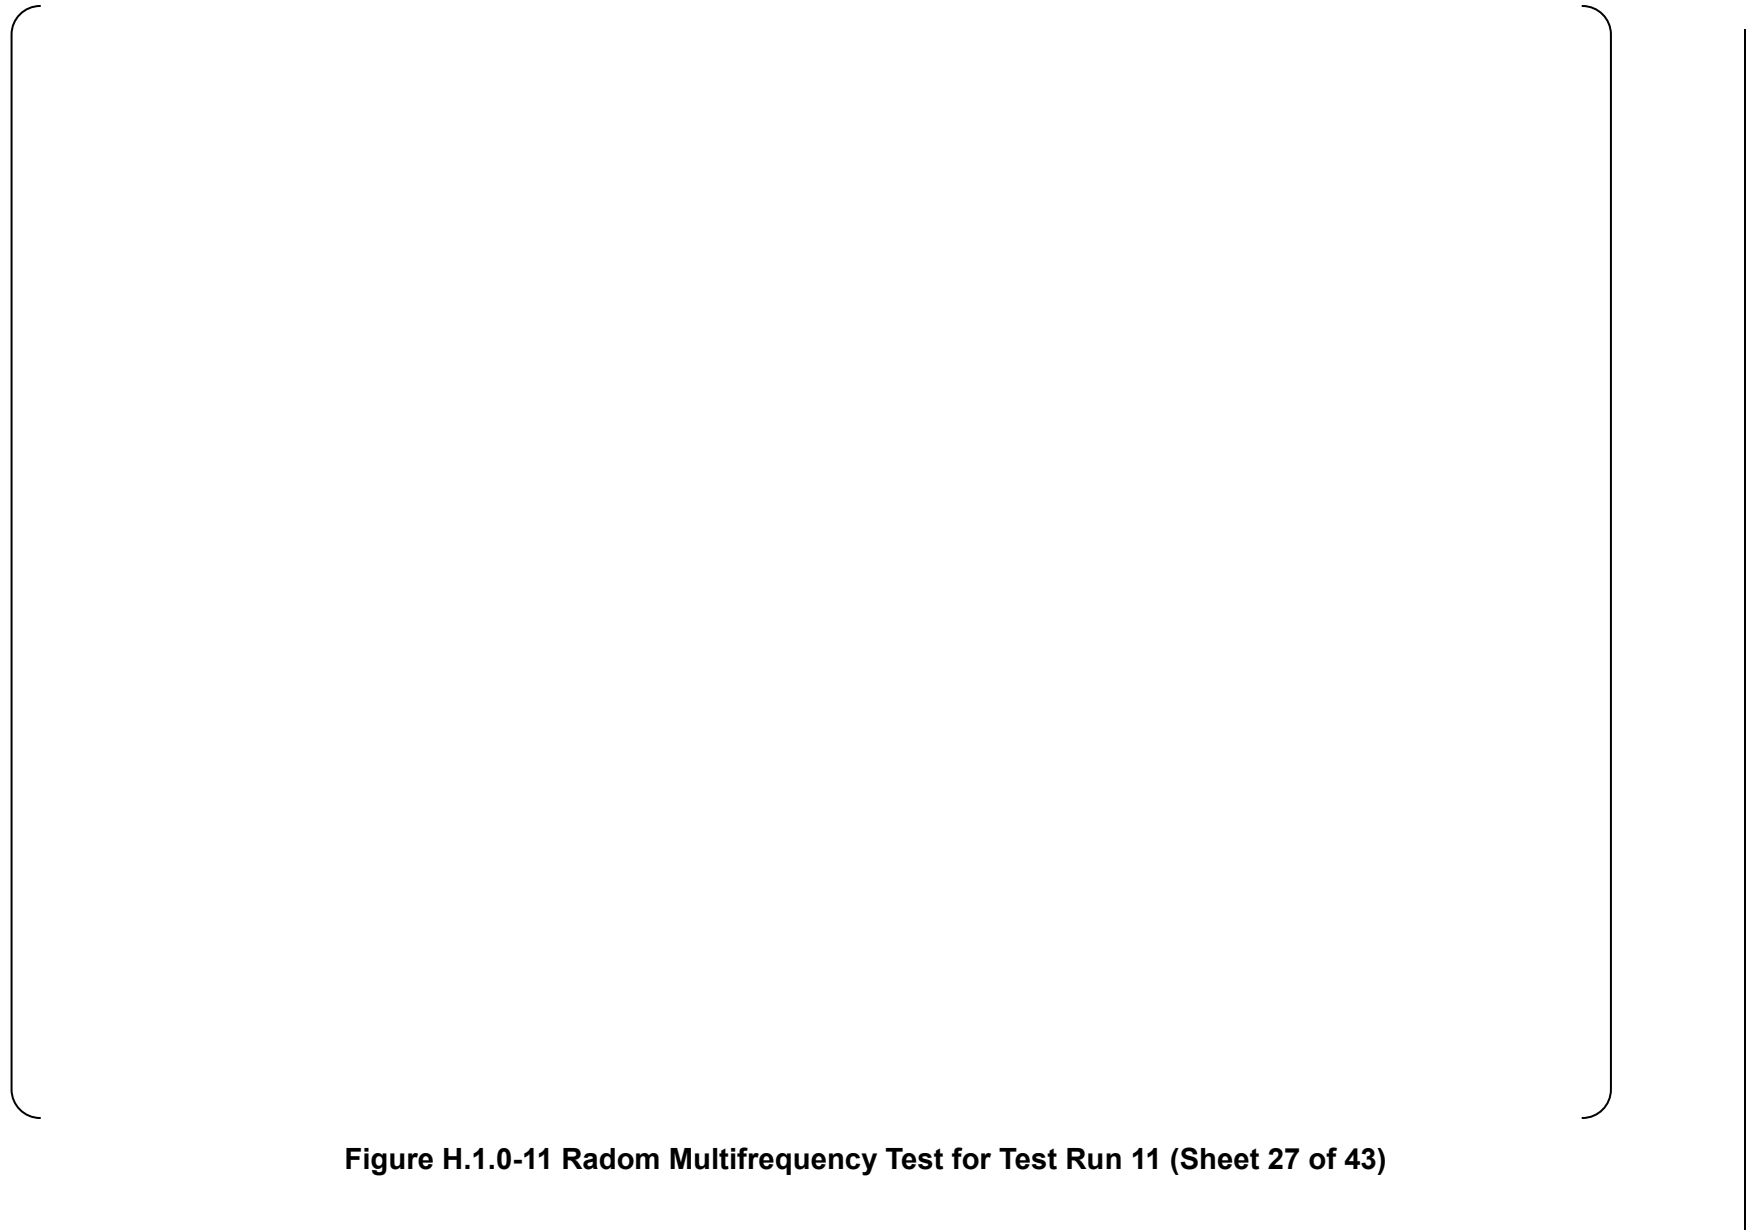 Figure H.1.0-11 Radom Multifrequency Test for Test Run 11 (Sheet 27 of 43)